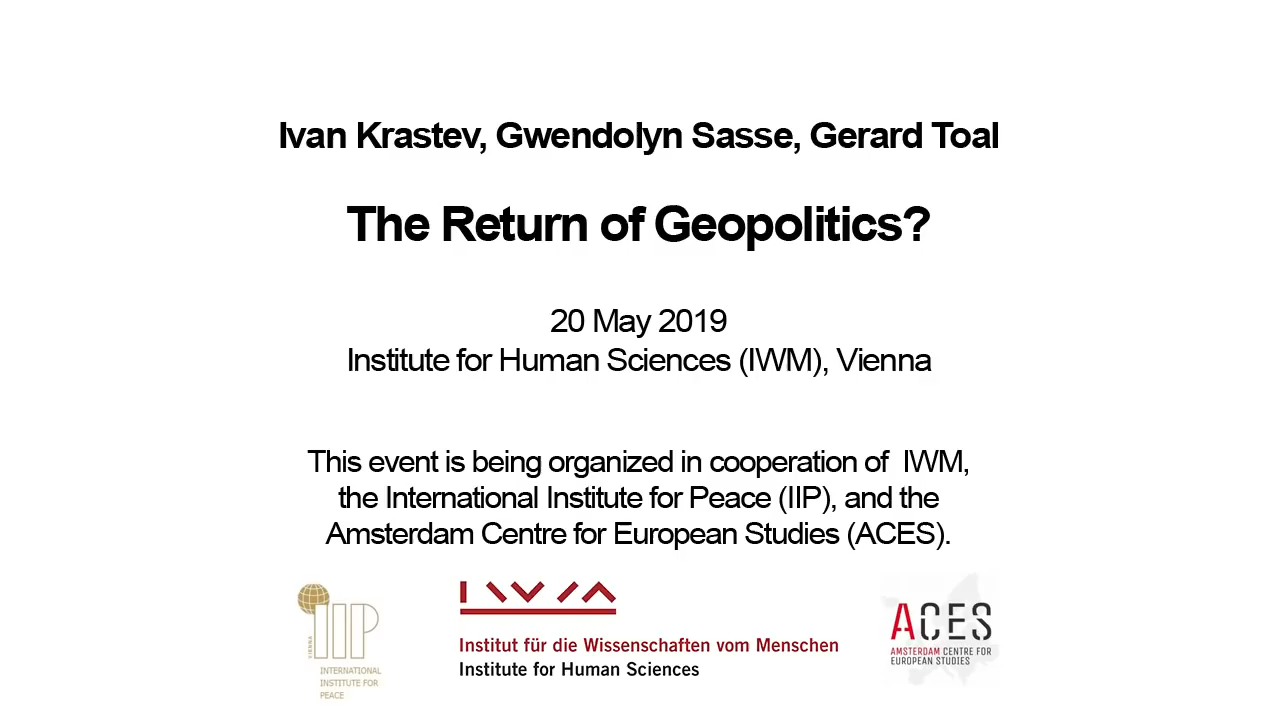 Ivan Krastev, Gwendolyn Sasse, Gerard Toal
The Return of Geopolitics?
20 May 2019
Institute for Human Sciences (IWM), Vienna
This event is being organized in cooperation of IWM,
the International Institute for Peace (IIP), and the
Amsterdam Centre for European Studies (ACES).
VIENNA
IIP
INTERNATIONAL
INSTITUTE FOR
PEACE
IWM
Institut für die Wissenschaften vom Menschen
Institute for Human Sciences
ACES
AMSTERDAM CENTRE FOR
EUROPEAN STUDIES